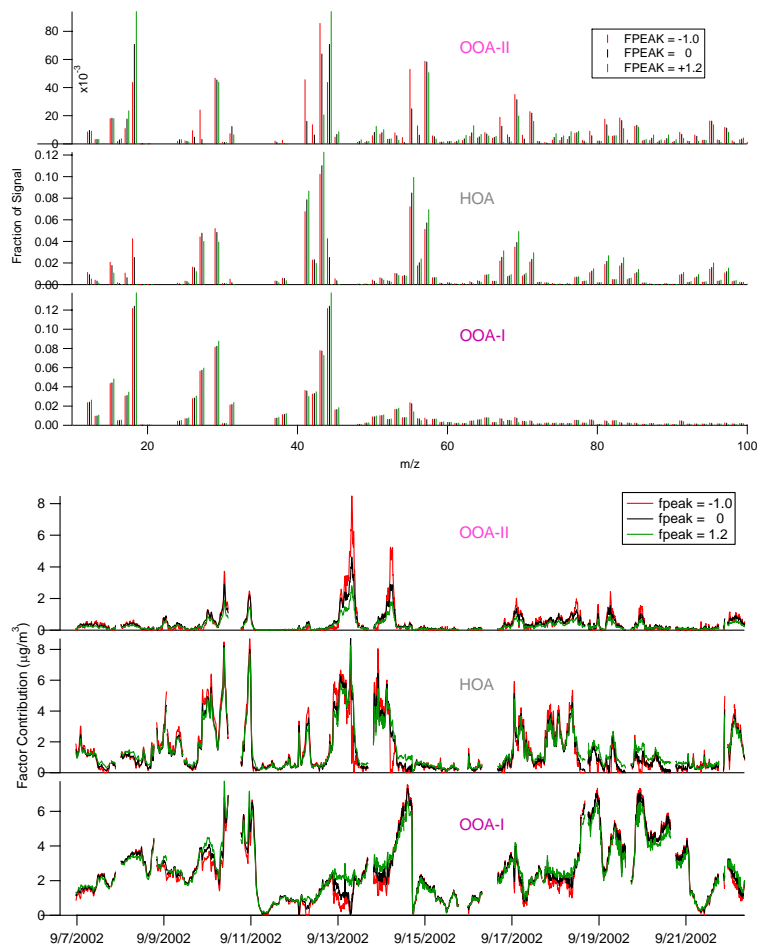 80
60
40
20
0
x10⁻³
OOA-II
FPEAK = -1.0
FPEAK = 0
FPEAK = +1.2
0.12
0.10
0.08
0.06
0.04
0.02
0.00
Fraction of Signal
HOA
0.12
0.10
0.08
0.06
0.04
0.02
0.00
OOA-I
20
40
60
80
100
m/z
8
6
4
2
0
OOA-II
fpeak = -1.0
fpeak = 0
fpeak = 1.2
8
6
4
2
0
Factor Contribution (µg/m³)
HOA
6
4
2
0
OOA-I
9/7/2002
9/9/2002
9/11/2002
9/13/2002
9/15/2002
9/17/2002
9/19/2002
9/21/2002